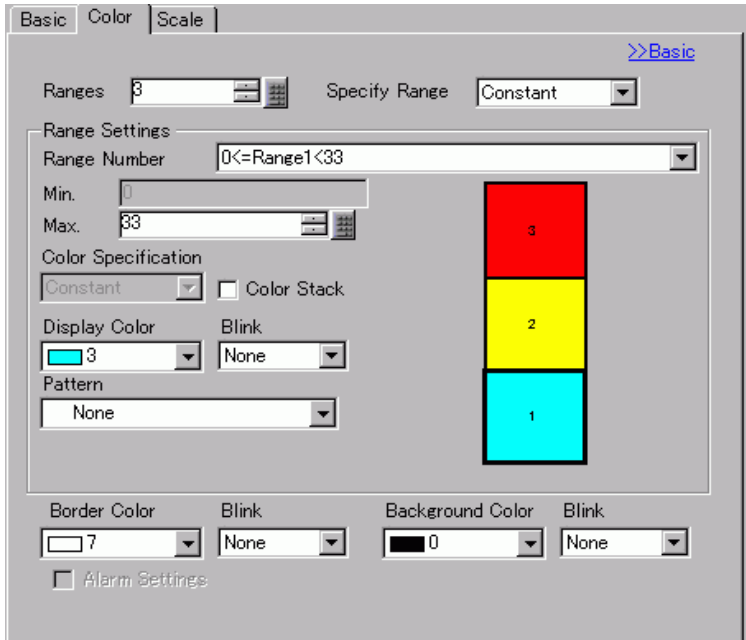 Basic Color Scale
>>Basic
Ranges 3 Specify Range Constant
Range Settings
Range Number 0<=Range1<33
Min. 0
Max. 33
3
Color Specification
Constant Color Stack
2
Display Color Blink
3 None
Pattern
None
1
Border Color Blink Background Color Blink
7 None 0 None
Alarm Settings